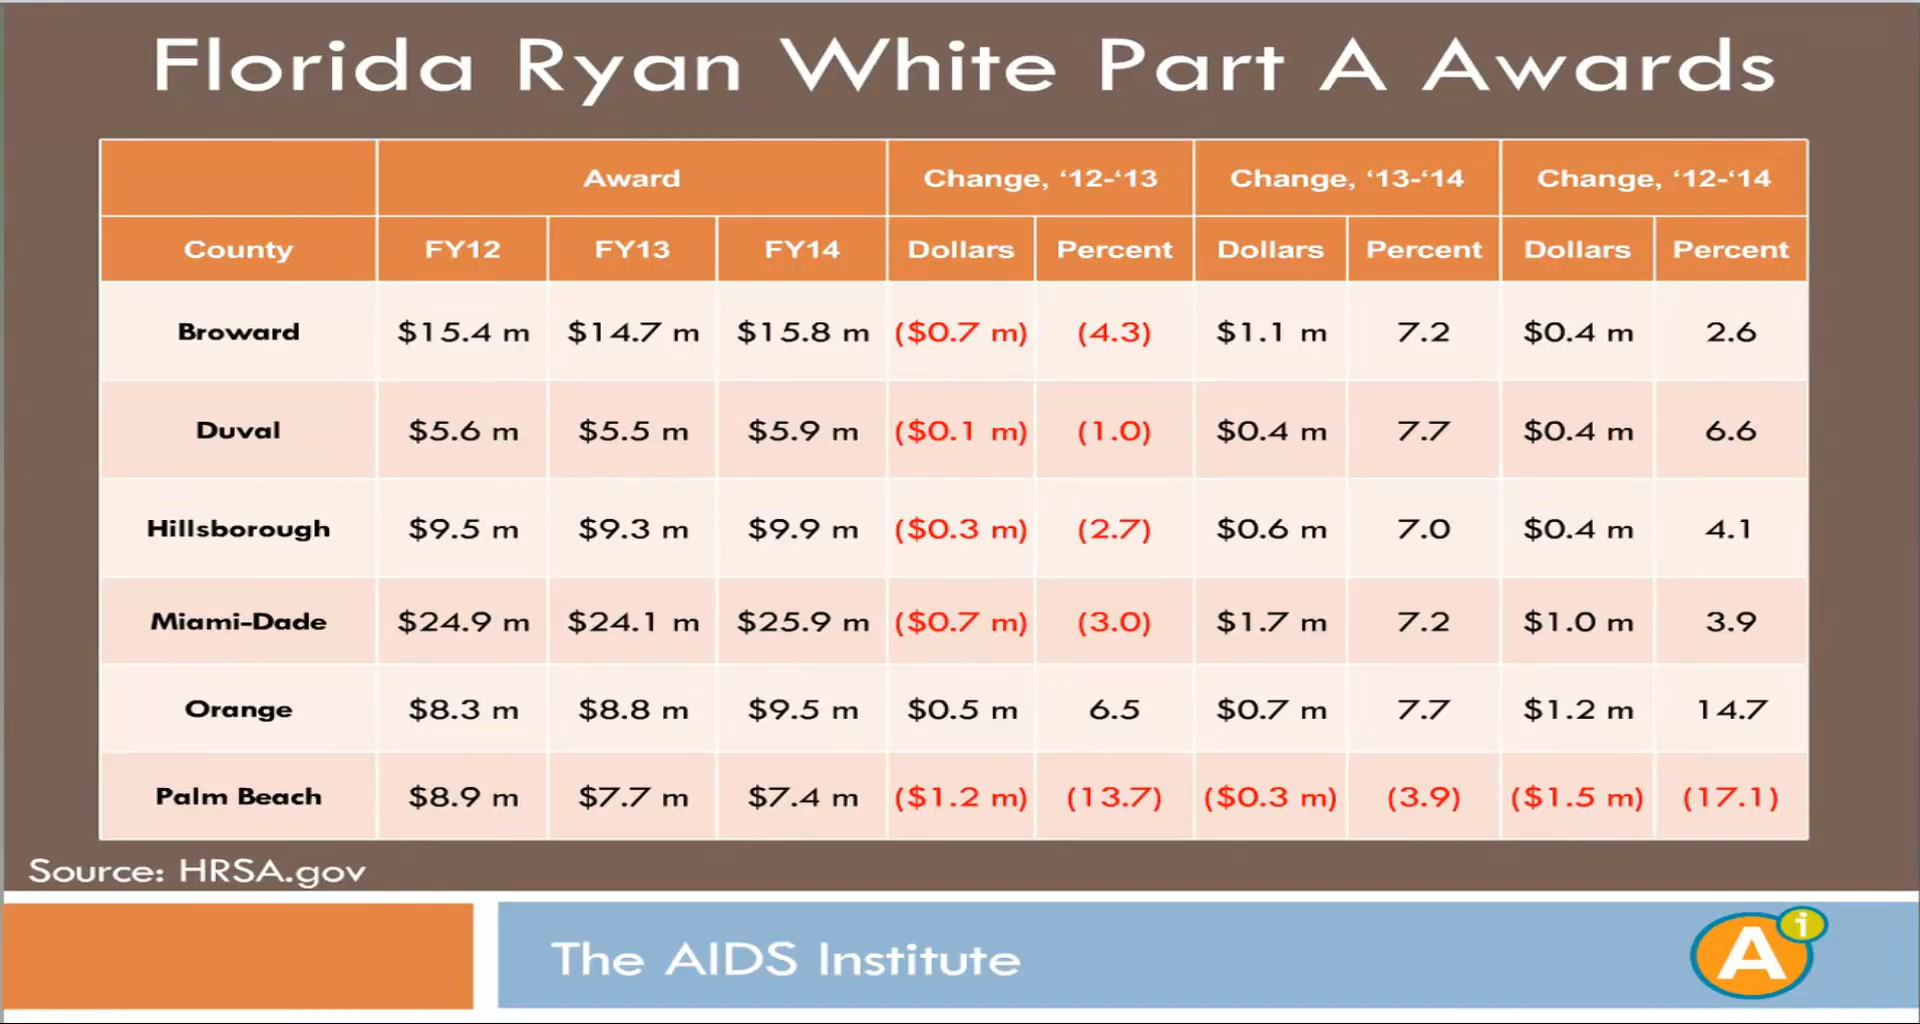 Florida Ryan White Part A Awards
Award Change, ‘12-‘13 Change, ‘13-‘14 Change, ‘12-‘14
County FY12 FY13 FY14 Dollars Percent Dollars Percent Dollars Percent
Broward $15.4 m $14.7 m $15.8 m ($0.7 m) (4.3) $1.1 m 7.2 $0.4 m 2.6
Duval $5.6 m $5.5 m $5.9 m ($0.1 m) (1.0) $0.4 m 7.7 $0.4 m 6.6
Hillsborough $9.5 m $9.3 m $9.9 m ($0.3 m) (2.7) $0.6 m 7.0 $0.4 m 4.1
Miami-Dade $24.9 m $24.1 m $25.9 m ($0.7 m) (3.0) $1.7 m 7.2 $1.0 m 3.9
Orange $8.3 m $8.8 m $9.5 m $0.5 m 6.5 $0.7 m 7.7 $1.2 m 14.7
Palm Beach $8.9 m $7.7 m $7.4 m ($1.2 m) (13.7) ($0.3 m) (3.9) ($1.5 m) (17.1)
Source: HRSA.gov
The AIDS Institute
A i